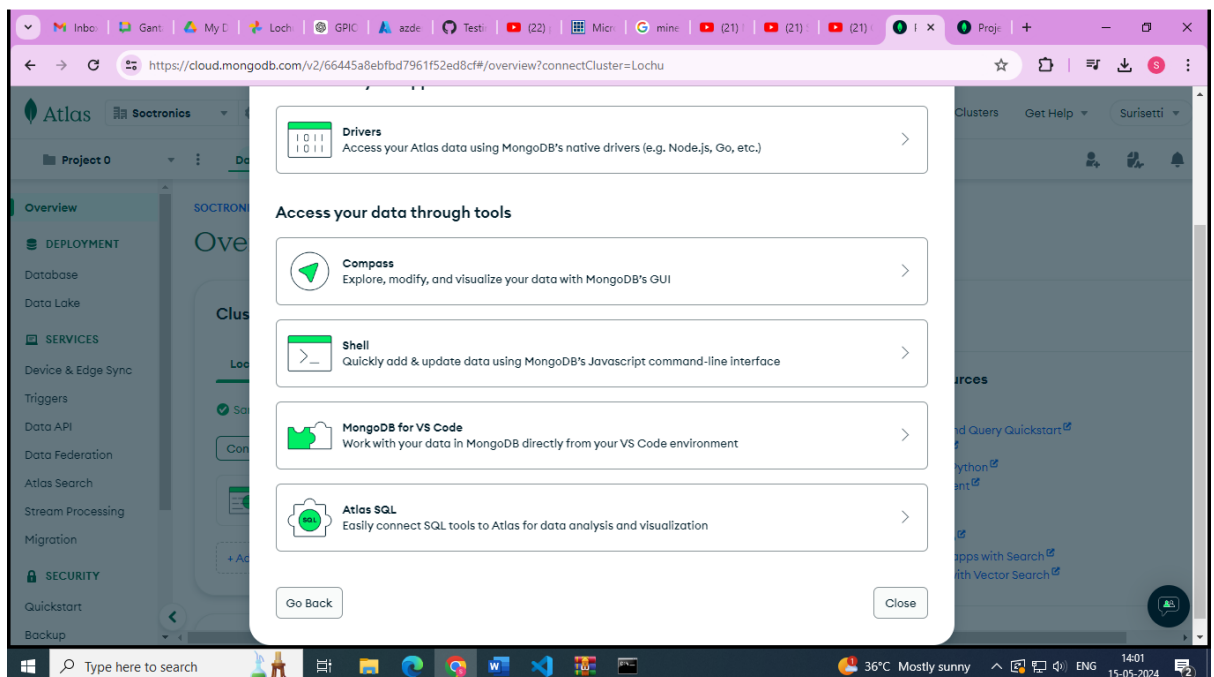 Inbo Gant My D Loch GPIO azde Testi (22) Micr mine (21) (21) (21) Proje
https://cloud.mongodb.com/v2/66445a8ebfbd7961f52ed8cf#/overview?connectCluster=Lochu
S
Atlas Soctronics Clusters Get Help Surisetti
Project 0
Overview
SOCTRONI
DEPLOYMENT
Ove
Database
Data Lake
Clus
SERVICES
Device & Edge Sync
Loc
Triggers
Data API
Data Federation
Con
Atlas Search
Stream Processing
Migration
+ Ad
SECURITY
Quickstart
Backup
Drivers
Access your Atlas data using MongoDB's native drivers (e.g. Node.js, Go, etc.)
Access your data through tools
Compass
Explore, modify, and visualize your data with MongoDB's GUI
Shell
Quickly add & update data using MongoDB's Javascript command-line interface
MongoDB for VS Code
Work with your data in MongoDB directly from your VS Code environment
SQL
Atlas SQL
Easily connect SQL tools to Atlas for data analysis and visualization
Go Back
Close
urces
nd Query Quickstart
ython
ent
apps with Search
ith Vector Search
Type here to search
36°C Mostly sunny
ENG
14:01
15-05-2024
2